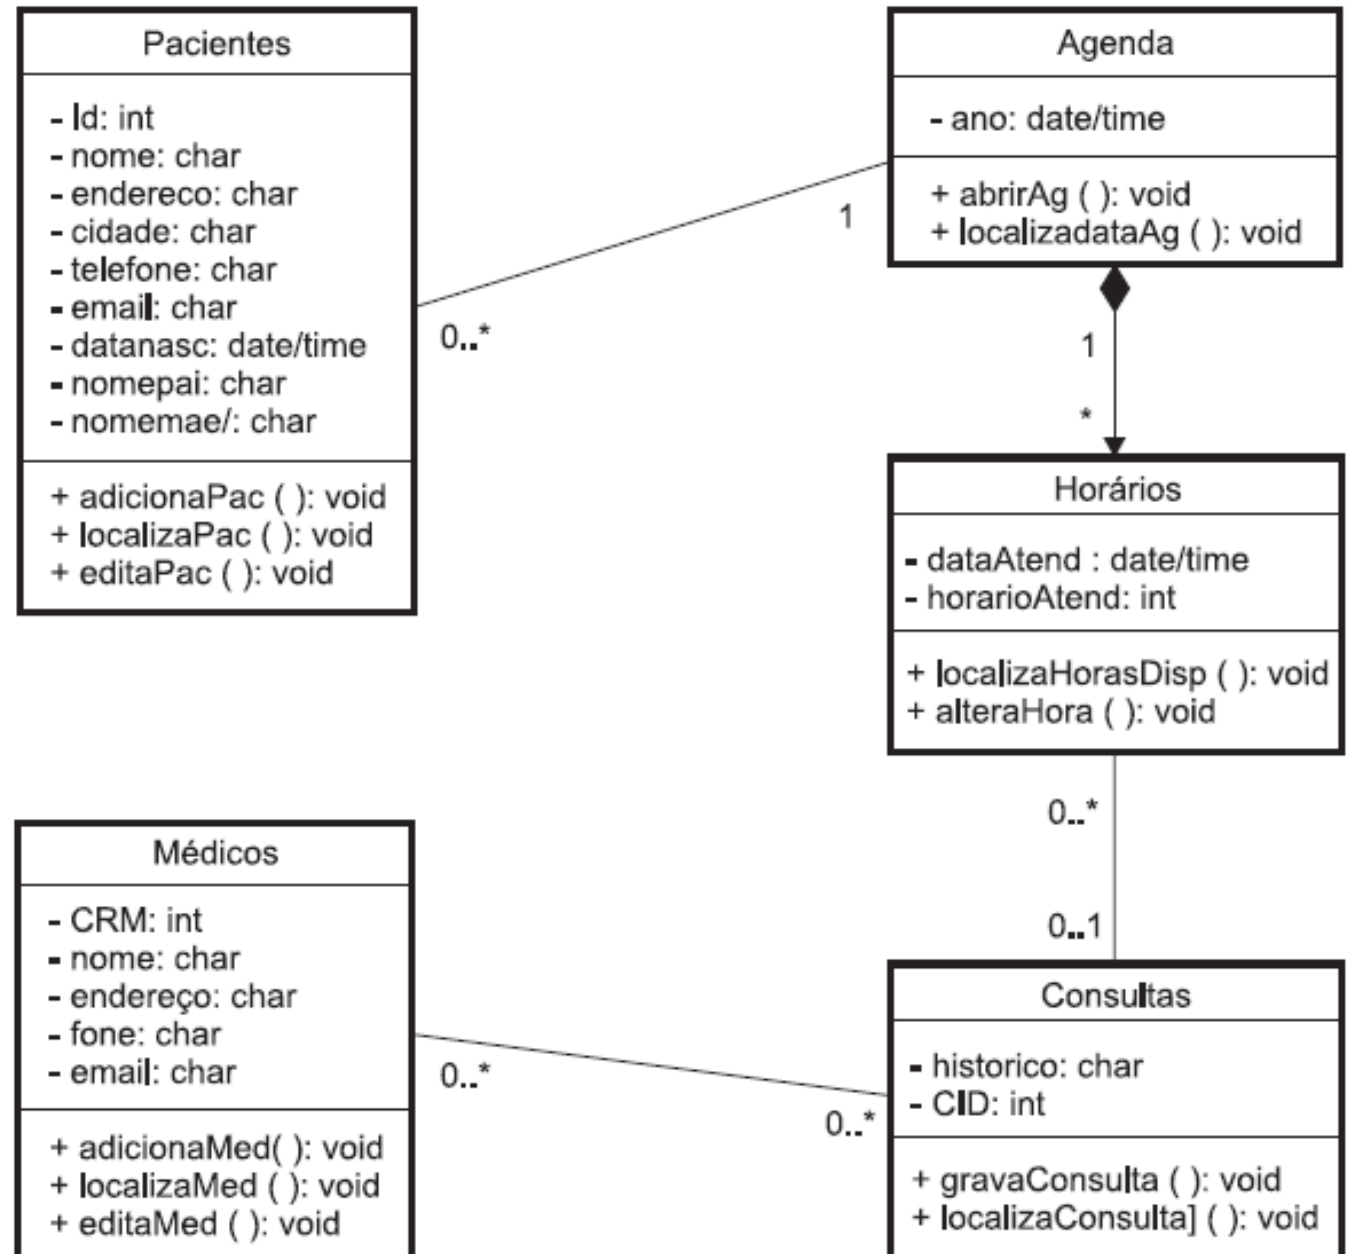 Pacientes
- Id: int
- nome: char
- endereco: char
- cidade: char
- telefone: char
- email: char
- datanasc: date/time
- nomepai: char
- nomemae/: char
+ adicionaPac ( ): void
+ localizaPac ( ): void
+ editaPac ( ): void
0..*
1
Agenda
- ano: date/time
+ abrirAg ( ): void
+ localizadataAg ( ): void
1
*
Horários
- dataAtend : date/time
- horarioAtend: int
+ localizaHorasDisp ( ): void
+ alteraHora ( ): void
0..*
0..1
Médicos
- CRM: int
- nome: char
- endereço: char
- fone: char
- email: char
+ adicionaMed( ): void
+ localizaMed ( ): void
+ editaMed ( ): void
0..*
0..*
Consultas
- historico: char
- CID: int
+ gravaConsulta ( ): void
+ localizaConsulta] ( ): void